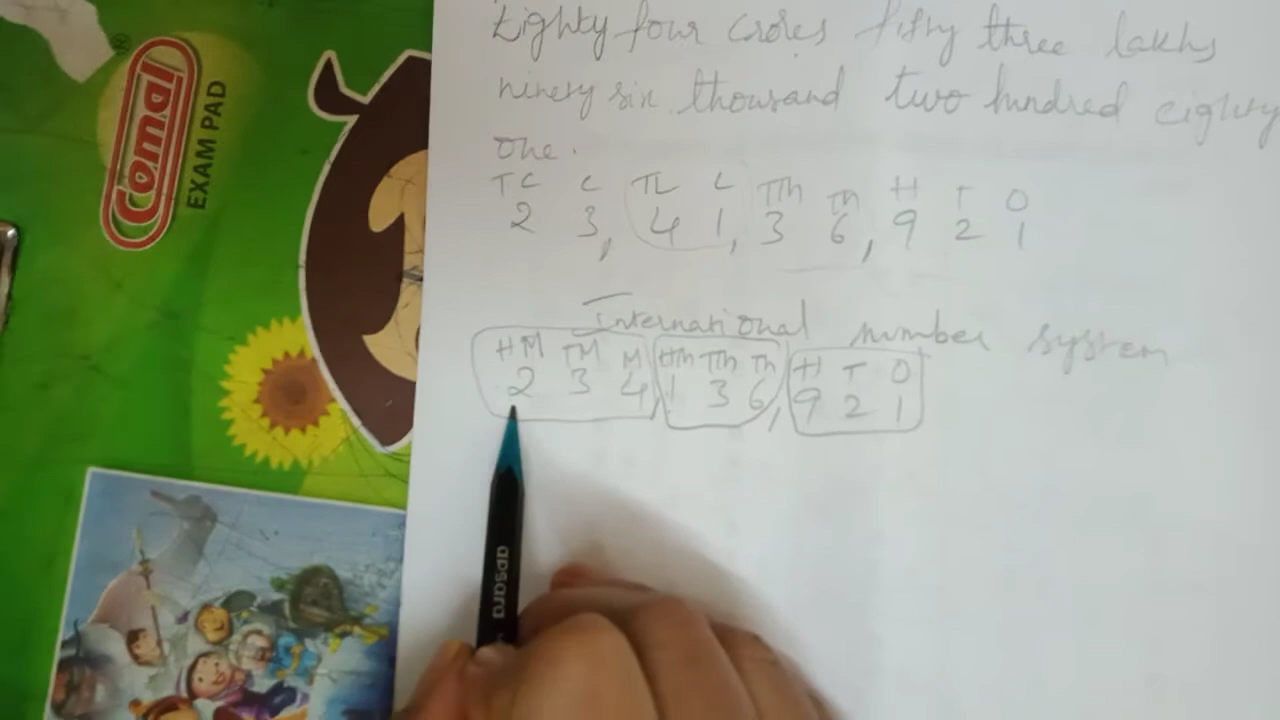 Eighty four crores fifty three lakhs
ninety six thousand two hundred eighty
one.
TC C TL L TTh Th H T O
2 3, 4 1, 3 6, 9 2 1
International number system
HM TM M HTh TTh Th H T O
2 3 4, 1 3 6, 9 2 1
Comal
®
EXAM PAD
apsara